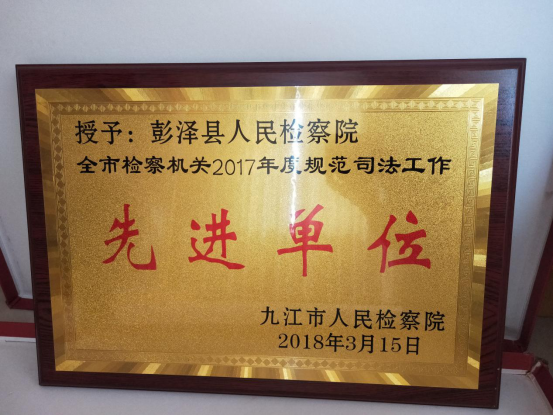 授予：彭泽县人民检察院
全市检察机关2017年度规范司法工作
先进单位
九江市人民检察院
2018年3月15日